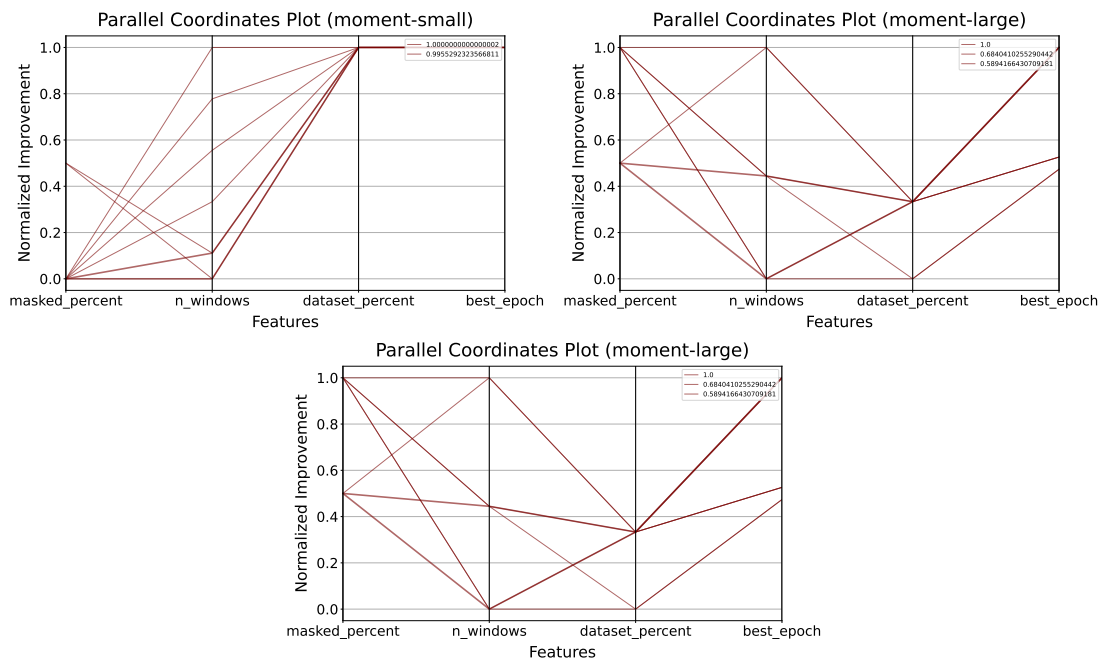 Parallel Coordinates Plot (moment-small)
1.0000000000000002
0.9955292323566811
1.0
0.8
0.6
0.4
0.2
0.0
Normalized Improvement
masked_percent
n_windows
dataset_percent
best_epoch
Features
Parallel Coordinates Plot (moment-large)
1.0
0.6840410255290442
0.5894166430709181
1.0
0.8
0.6
0.4
0.2
0.0
Normalized Improvement
masked_percent
n_windows
dataset_percent
best_epoch
Features
Parallel Coordinates Plot (moment-large)
1.0
0.6840410255290442
0.5894166430709181
1.0
0.8
0.6
0.4
0.2
0.0
Normalized Improvement
masked_percent
n_windows
dataset_percent
best_epoch
Features